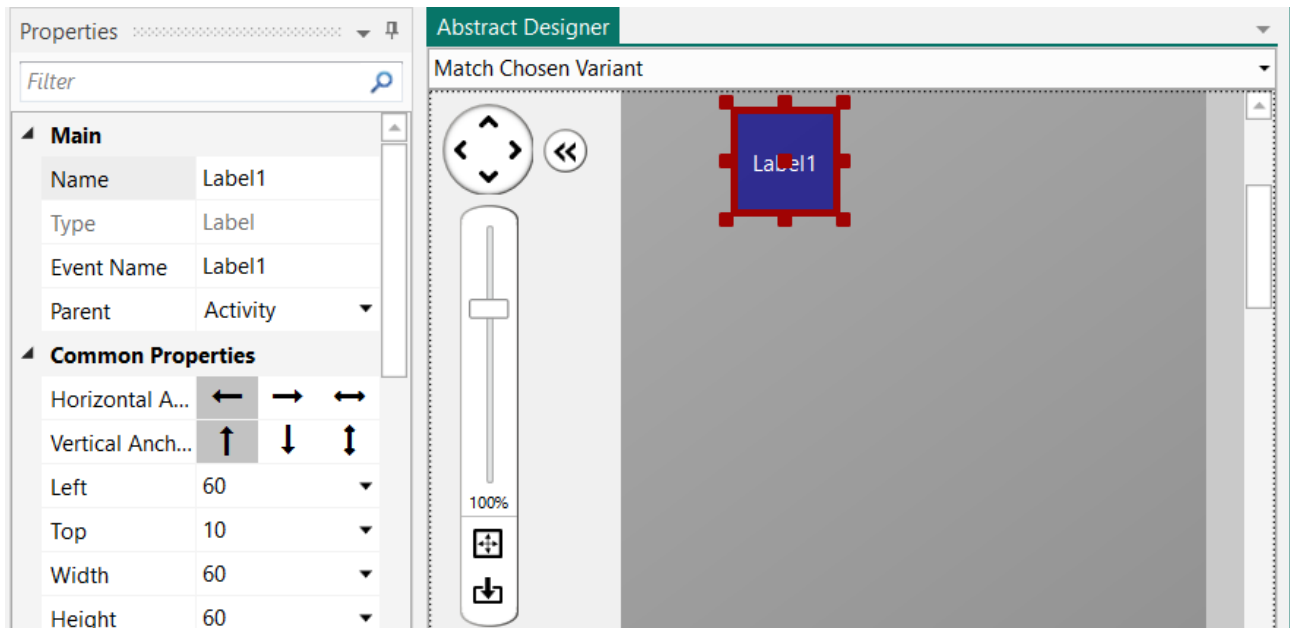 Properties
Filter
Main
Name Label1
Type Label
Event Name Label1
Parent Activity
Common Properties
Horizontal A...
Vertical Anch...
Left 60
Top 10
Width 60
Height 60
Abstract Designer
Match Chosen Variant
Label1
100%